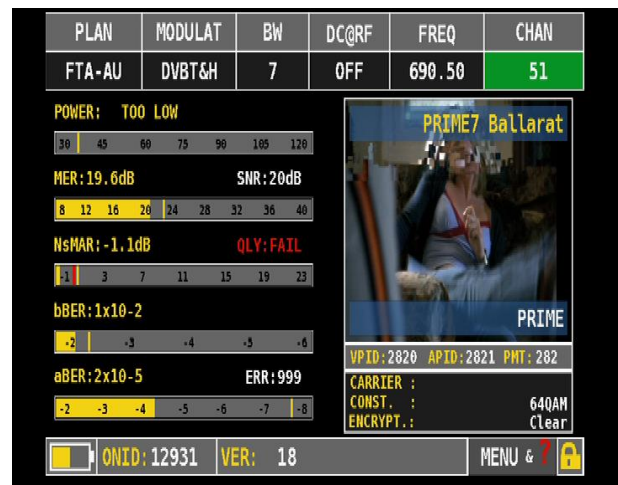 PLAN MODULAT BW DC@RF FREQ CHAN
FTA-AU DVBT&H 7 OFF 690.50 51
POWER: TOO LOW
30 45 60 75 90 105 120
MER:19.6dB SNR:20dB
8 12 16 20 24 28 32 36 40
NsMAR:-1.1dB QLY:FAIL
-1 3 7 11 15 19 23
bBER:1x10-2
-2 -3 -4 -5 -6
aBER:2x10-5 ERR:999
-2 -3 -4 -5 -6 -7 -8
PRIME7 Ballarat
PRIME
VPID:2820 APID:2821 PMT:282
CARRIER :
CONST. : 64QAM
ENCRYPT.: Clear
ONID:12931 VER: 18 MENU & ?